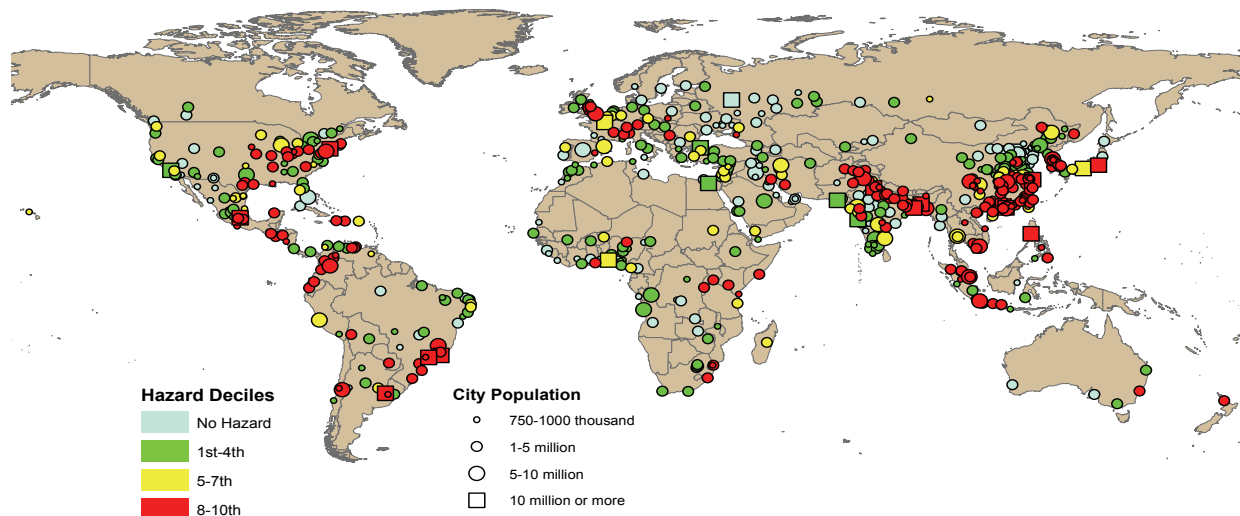 Hazard Deciles
No Hazard
1st-4th
5-7th
8-10th
City Population
750-1000 thousand
1-5 million
5-10 million
10 million or more